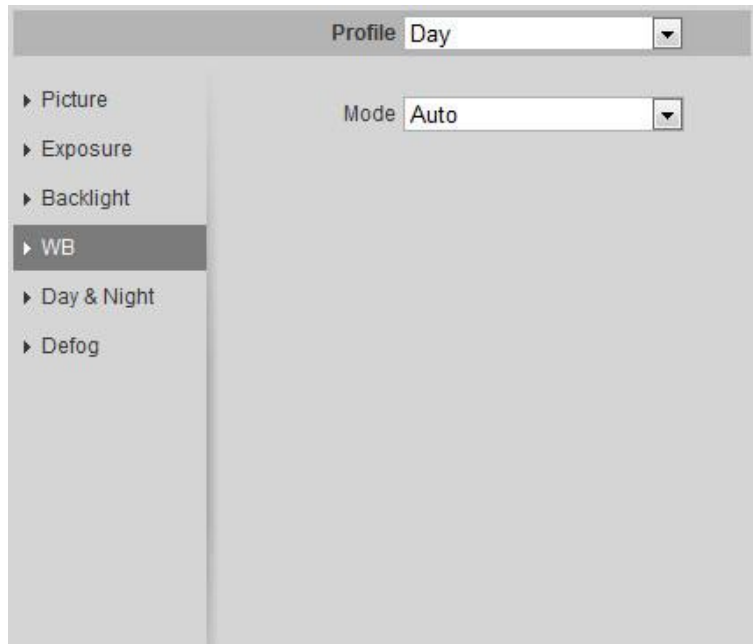 Profile Day
Picture
Mode Auto
Exposure
Backlight
WB
Day & Night
Defog